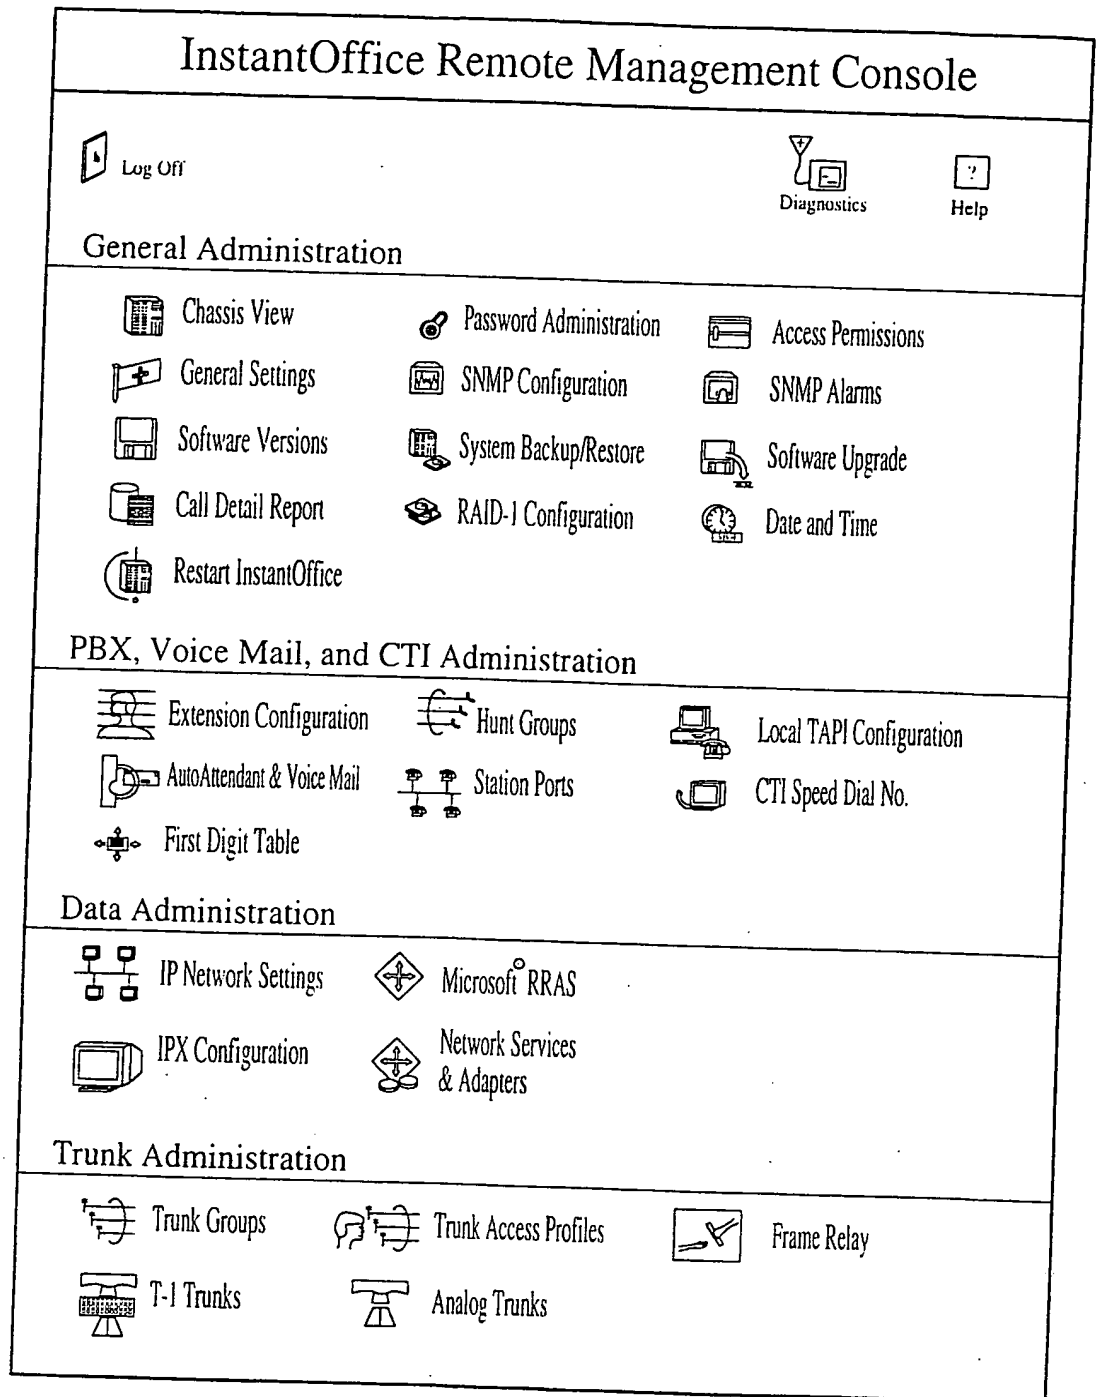 InstantOffice Remote Management Console
Log Off
Diagnostics
?
Help
General Administration
Chassis View
Password Administration
Access Permissions
General Settings
SNMP Configuration
SNMP Alarms
Software Versions
System Backup/Restore
Software Upgrade
Call Detail Report
RAID-1 Configuration
Date and Time
Restart InstantOffice
PBX, Voice Mail, and CTI Administration
Extension Configuration
Hunt Groups
Local TAPI Configuration
AutoAttendant & Voice Mail
Station Ports
CTI Speed Dial No.
First Digit Table
Data Administration
IP Network Settings
Microsoft® RRAS
IPX Configuration
Network Services
& Adapters
Trunk Administration
Trunk Groups
Trunk Access Profiles
Frame Relay
T-1 Trunks
Analog Trunks